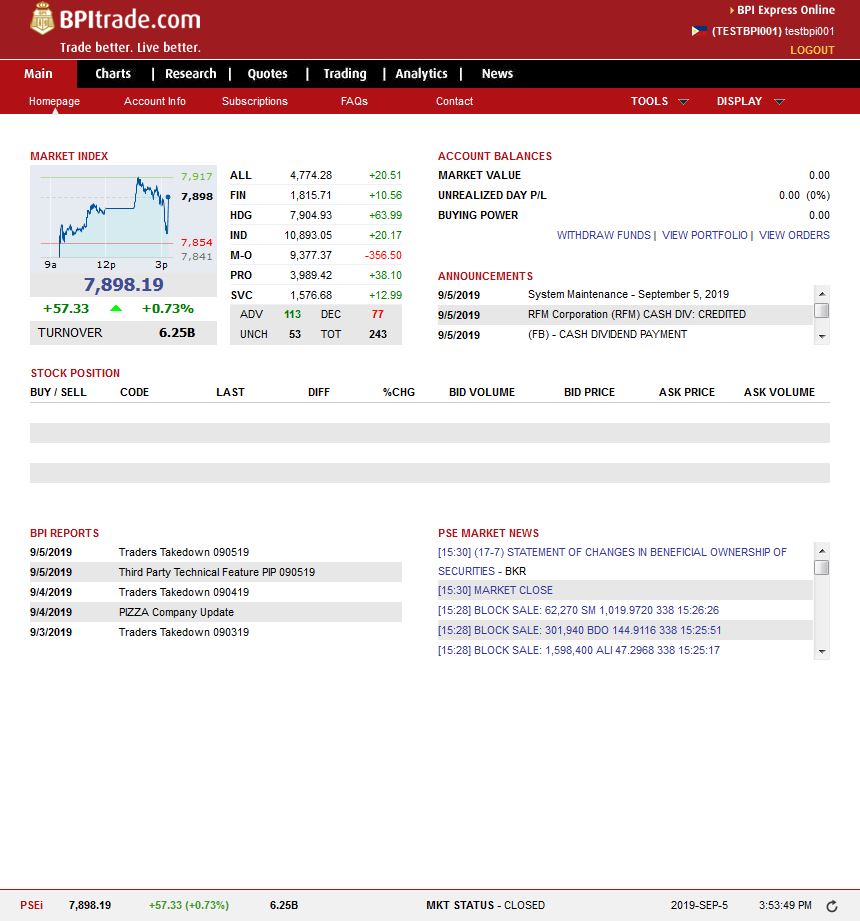 BPItrade.com
Trade better. Live better.
BPI Express Online
(TESTBPI001) testbpi001
LOGOUT
Main Charts | Research | Quotes | Trading | Analytics | News
Homepage Account Info Subscriptions FAQs Contact TOOLS DISPLAY
MARKET INDEX
7,917
7,898
7,854
7,841
9a 12p 3p
7,898.19
+57.33 +0.73%
TURNOVER 6.25B
ALL 4,774.28 +20.51
FIN 1,815.71 +10.56
HDG 7,904.93 +63.99
IND 10,893.05 +20.17
M-O 9,377.37 -356.50
PRO 3,989.42 +38.10
SVC 1,576.68 +12.99
ADV 113 DEC 77
UNCH 53 TOT 243
ACCOUNT BALANCES
MARKET VALUE 0.00
UNREALIZED DAY P/L 0.00 (0%)
BUYING POWER 0.00
WITHDRAW FUNDS | VIEW PORTFOLIO | VIEW ORDERS
ANNOUNCEMENTS
9/5/2019 System Maintenance - September 5, 2019
9/5/2019 RFM Corporation (RFM) CASH DIV: CREDITED
9/5/2019 (FB) - CASH DIVIDEND PAYMENT
STOCK POSITION
BUY / SELL CODE LAST DIFF %CHG BID VOLUME BID PRICE ASK PRICE ASK VOLUME
BPI REPORTS
9/5/2019 Traders Takedown 090519
9/5/2019 Third Party Technical Feature PIP 090519
9/4/2019 Traders Takedown 090419
9/4/2019 PIZZA Company Update
9/3/2019 Traders Takedown 090319
PSE MARKET NEWS
[15:30] (17-7) STATEMENT OF CHANGES IN BENEFICIAL OWNERSHIP OF
SECURITIES - BKR
[15:30] MARKET CLOSE
[15:28] BLOCK SALE: 62,270 SM 1,019.9720 338 15:26:26
[15:28] BLOCK SALE: 301,940 BDO 144.9116 338 15:25:51
[15:28] BLOCK SALE: 1,598,400 ALI 47.2968 338 15:25:17
PSEi 7,898.19 +57.33 (+0.73%) 6.25B MKT STATUS - CLOSED 2019-SEP-5 3:53:49 PM